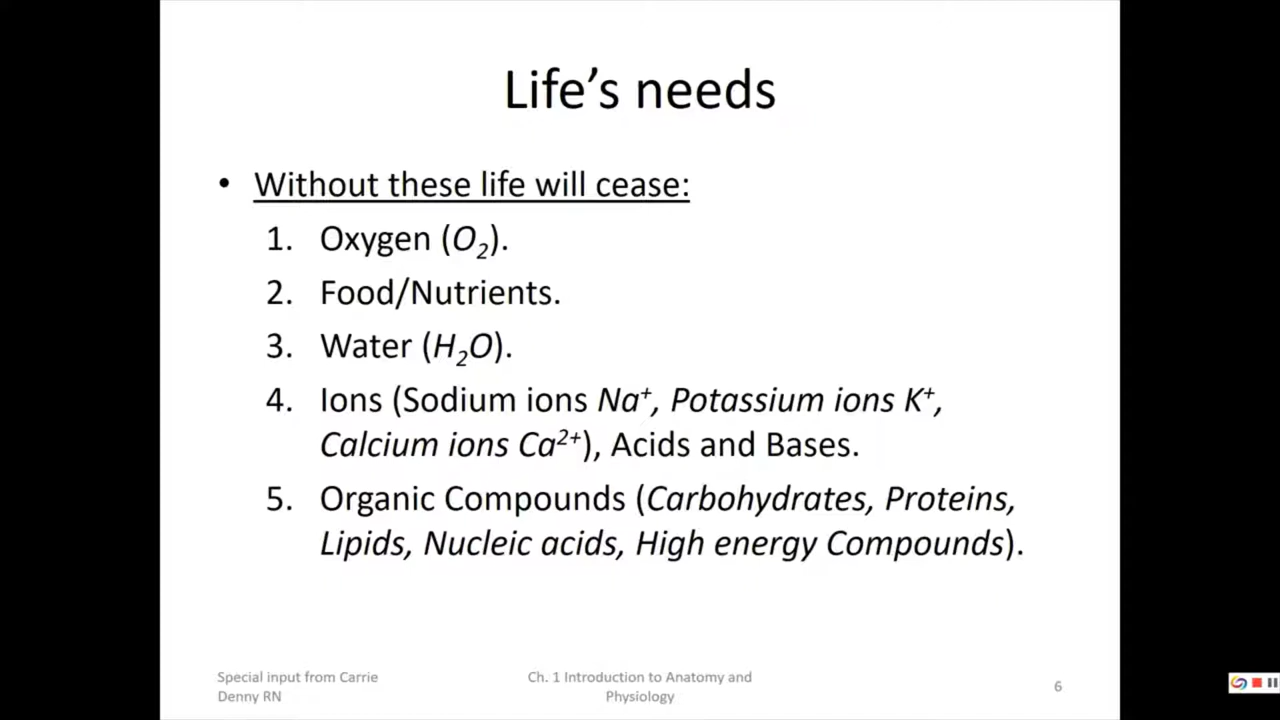 Life’s needs
• Without these life will cease:
1. Oxygen (O₂).
2. Food/Nutrients.
3. Water (H₂O).
4. Ions (Sodium ions Na⁺, Potassium ions K⁺,
Calcium ions Ca²⁺), Acids and Bases.
5. Organic Compounds (Carbohydrates, Proteins,
Lipids, Nucleic acids, High energy Compounds).
Special input from Carrie
Denny RN
Ch. 1 Introduction to Anatomy and
Physiology
6